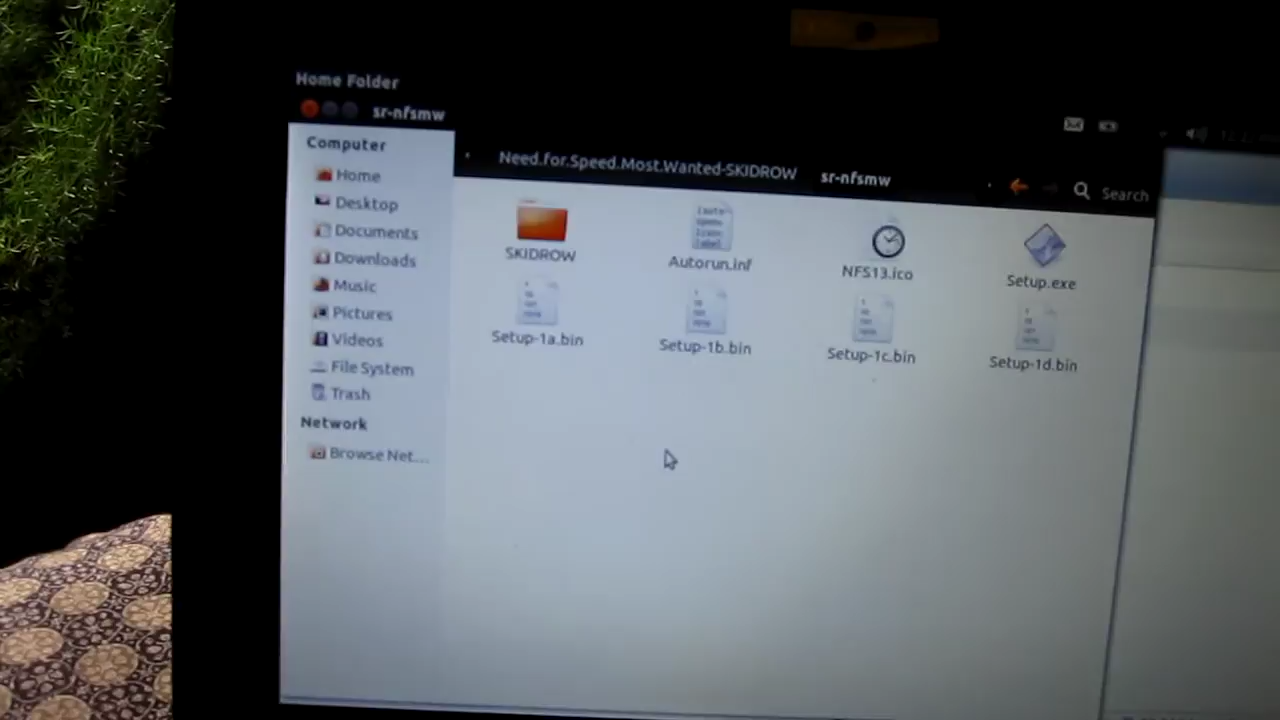 Home Folder
sr-nfsmw
Computer
Home
Desktop
Documents
Downloads
Music
Pictures
Videos
File System
Trash
Network
Browse Net...
Need.for.Speed.Most.Wanted-SKIDROW
sr-nfsmw
Search
SKIDROW
Autorun.inf
NFS13.ico
Setup.exe
Setup-1a.bin
Setup-1b.bin
Setup-1c.bin
Setup-1d.bin